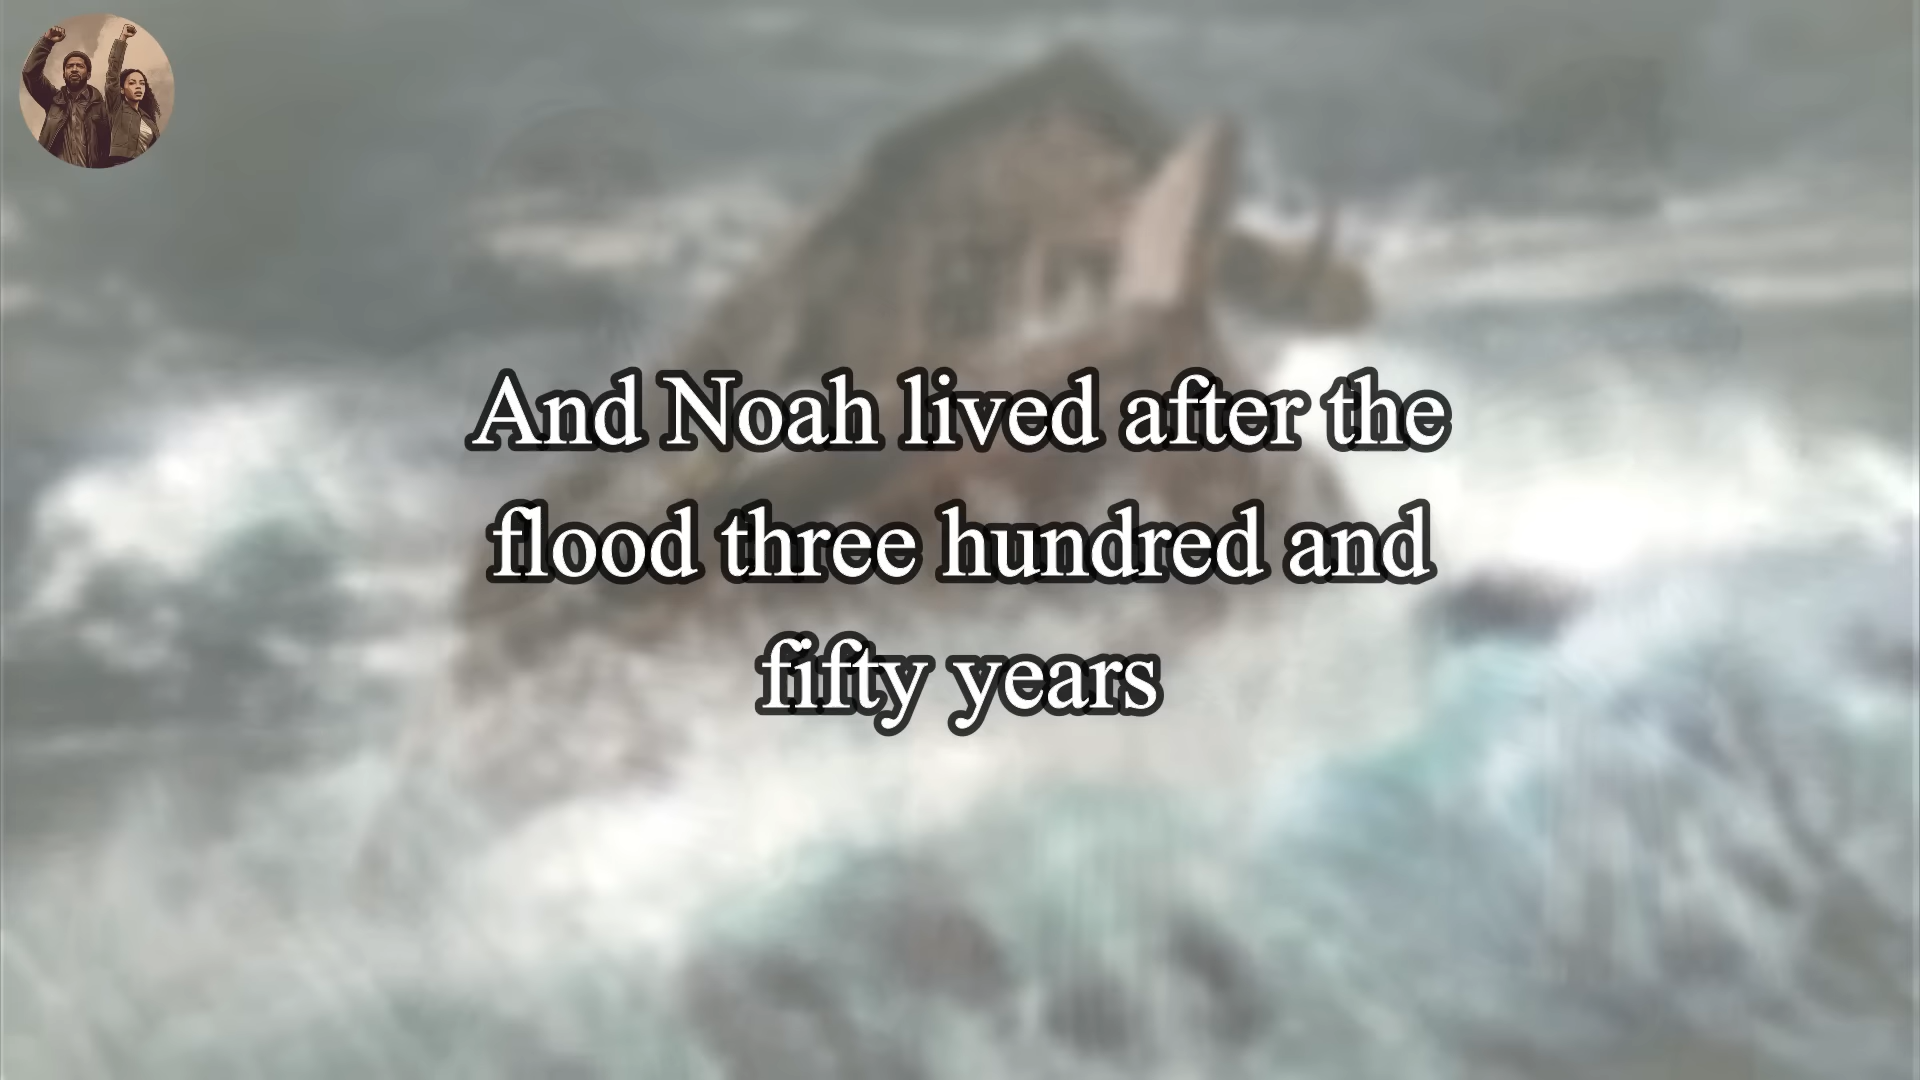 And Noah lived after the
flood three hundred and
fifty years